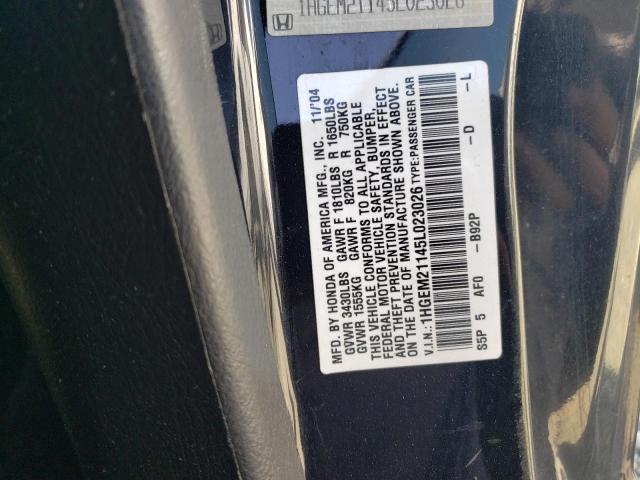 1HGEM21145L023026
MFD. BY HONDA OF AMERICA MFG., INC. 11/'04
GVWR 3430LBS GAWR F 1810LBS R 1650LBS
GVWR 1555KG GAWR F 820KG R 750KG
THIS VEHICLE CONFORMS TO ALL APPLICABLE
FEDERAL MOTOR VEHICLE SAFETY, BUMPER,
AND THEFT PREVENTION STANDARDS IN EFFECT
ON THE DATE OF MANUFACTURE SHOWN ABOVE.
V.I.N.: 1HGEM21145L023026 TYPE:PASSENGER CAR
S5P 5 AF0 -B92P -D -L